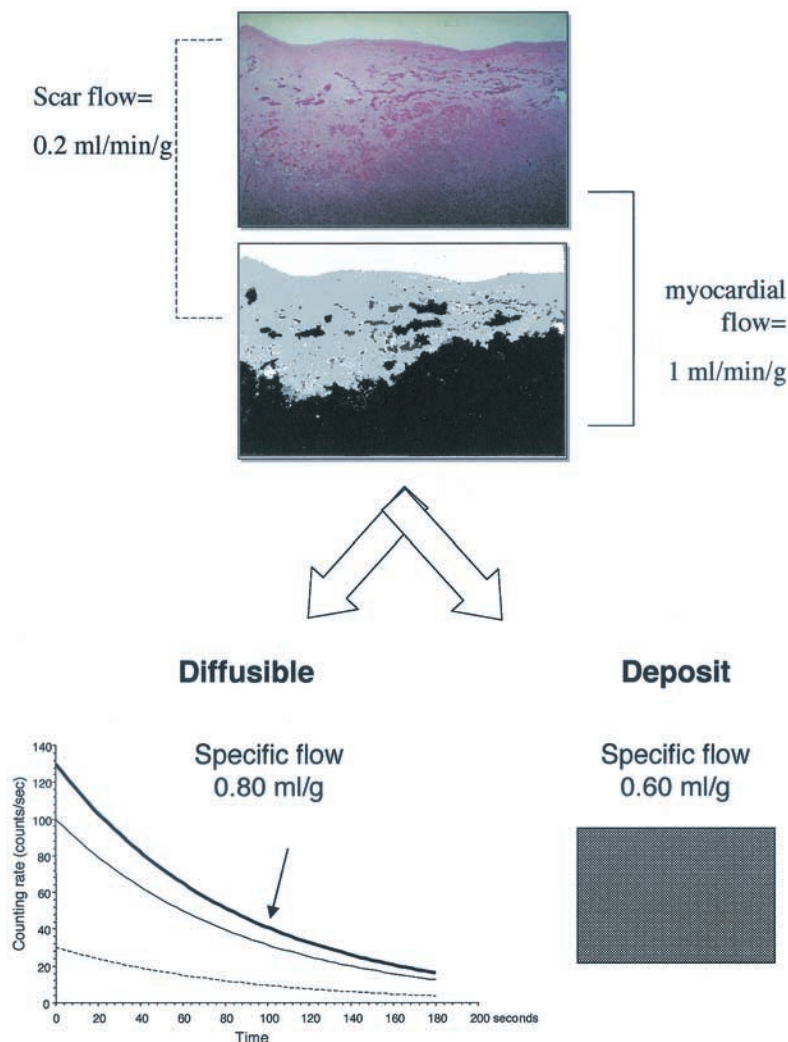 Scar flow=
0.2 ml/min/g
myocardial
flow=
1 ml/min/g
Diffusible
Deposit
Specific flow
0.80 ml/g
Specific flow
0.60 ml/g
Counting rate (counts/sec)
140
120
100
80
60
40
20
0
0 20 40 60 80 100 120 140 160 180 200 seconds
Time